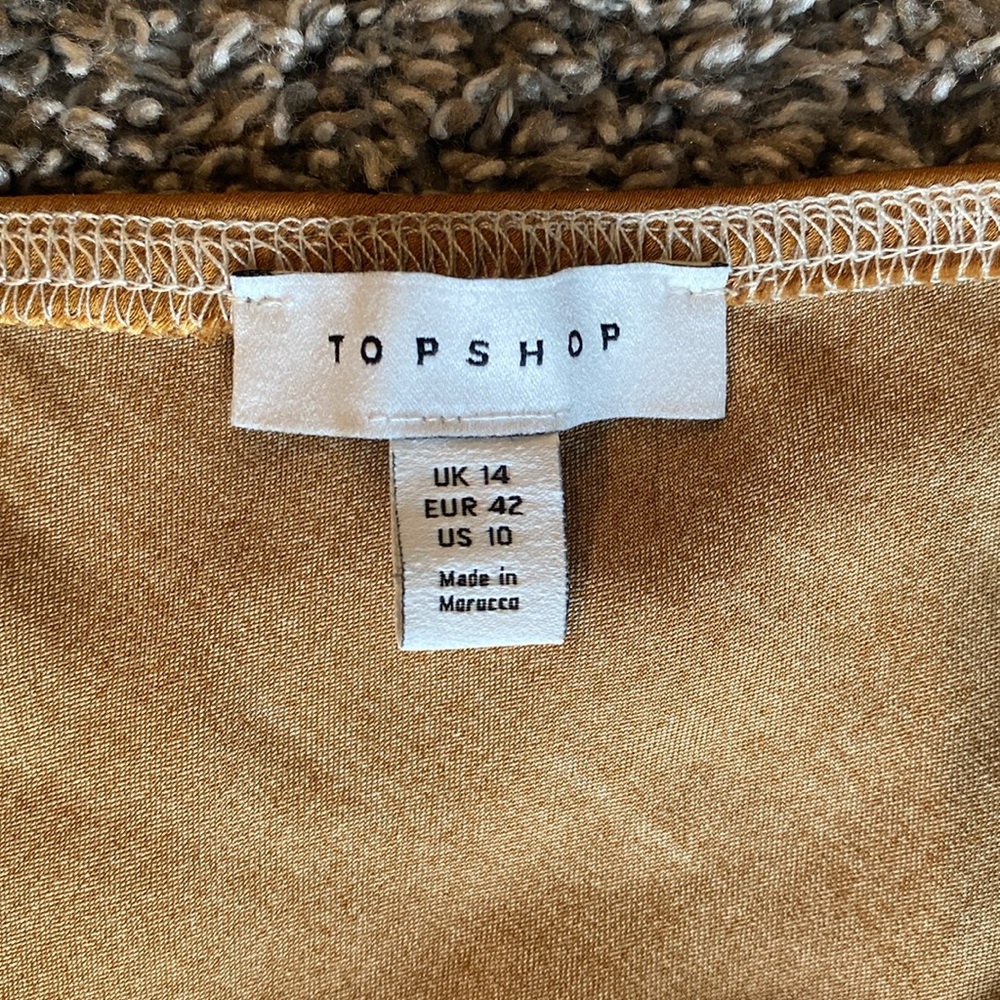 TOPSHOP
UK 14
EUR 42
US 10
Made in
Morocco